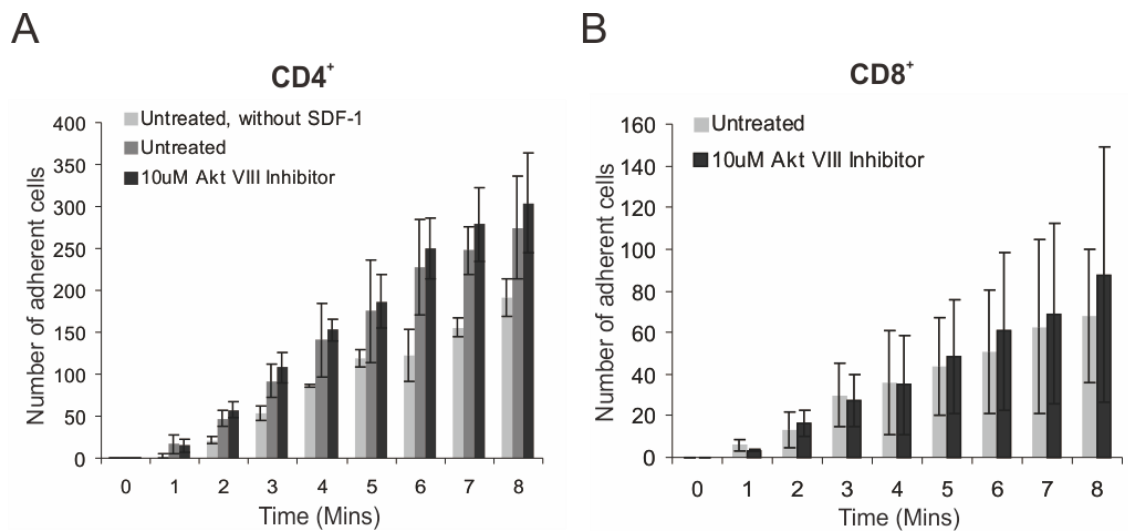 A
CD4+
Untreated, without SDF-1
Untreated
10uM Akt VIII Inhibitor
Number of adherent cells
400
350
300
250
200
150
100
50
0
0 1 2 3 4 5 6 7 8
Time (Mins)
B
CD8+
Untreated
10uM Akt VIII Inhibitor
Number of adherent cells
160
140
120
100
80
60
40
20
0
0 1 2 3 4 5 6 7 8
Time (Mins)